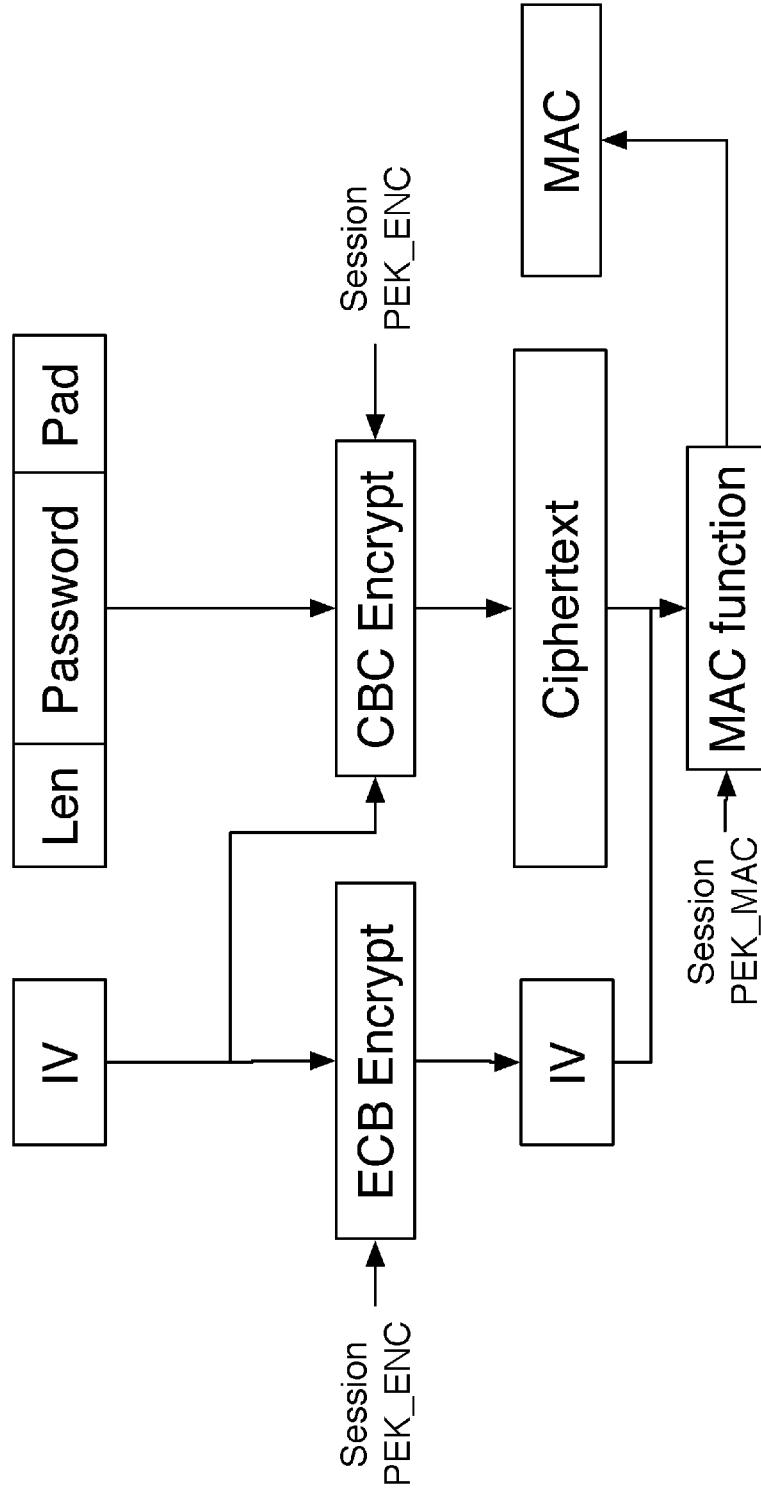 IV
Len
Password
Pad
Session
PEK_ENC
ECB Encrypt
CBC Encrypt
Session
PEK_ENC
IV
Ciphertext
MAC
Session
PEK_MAC
MAC function